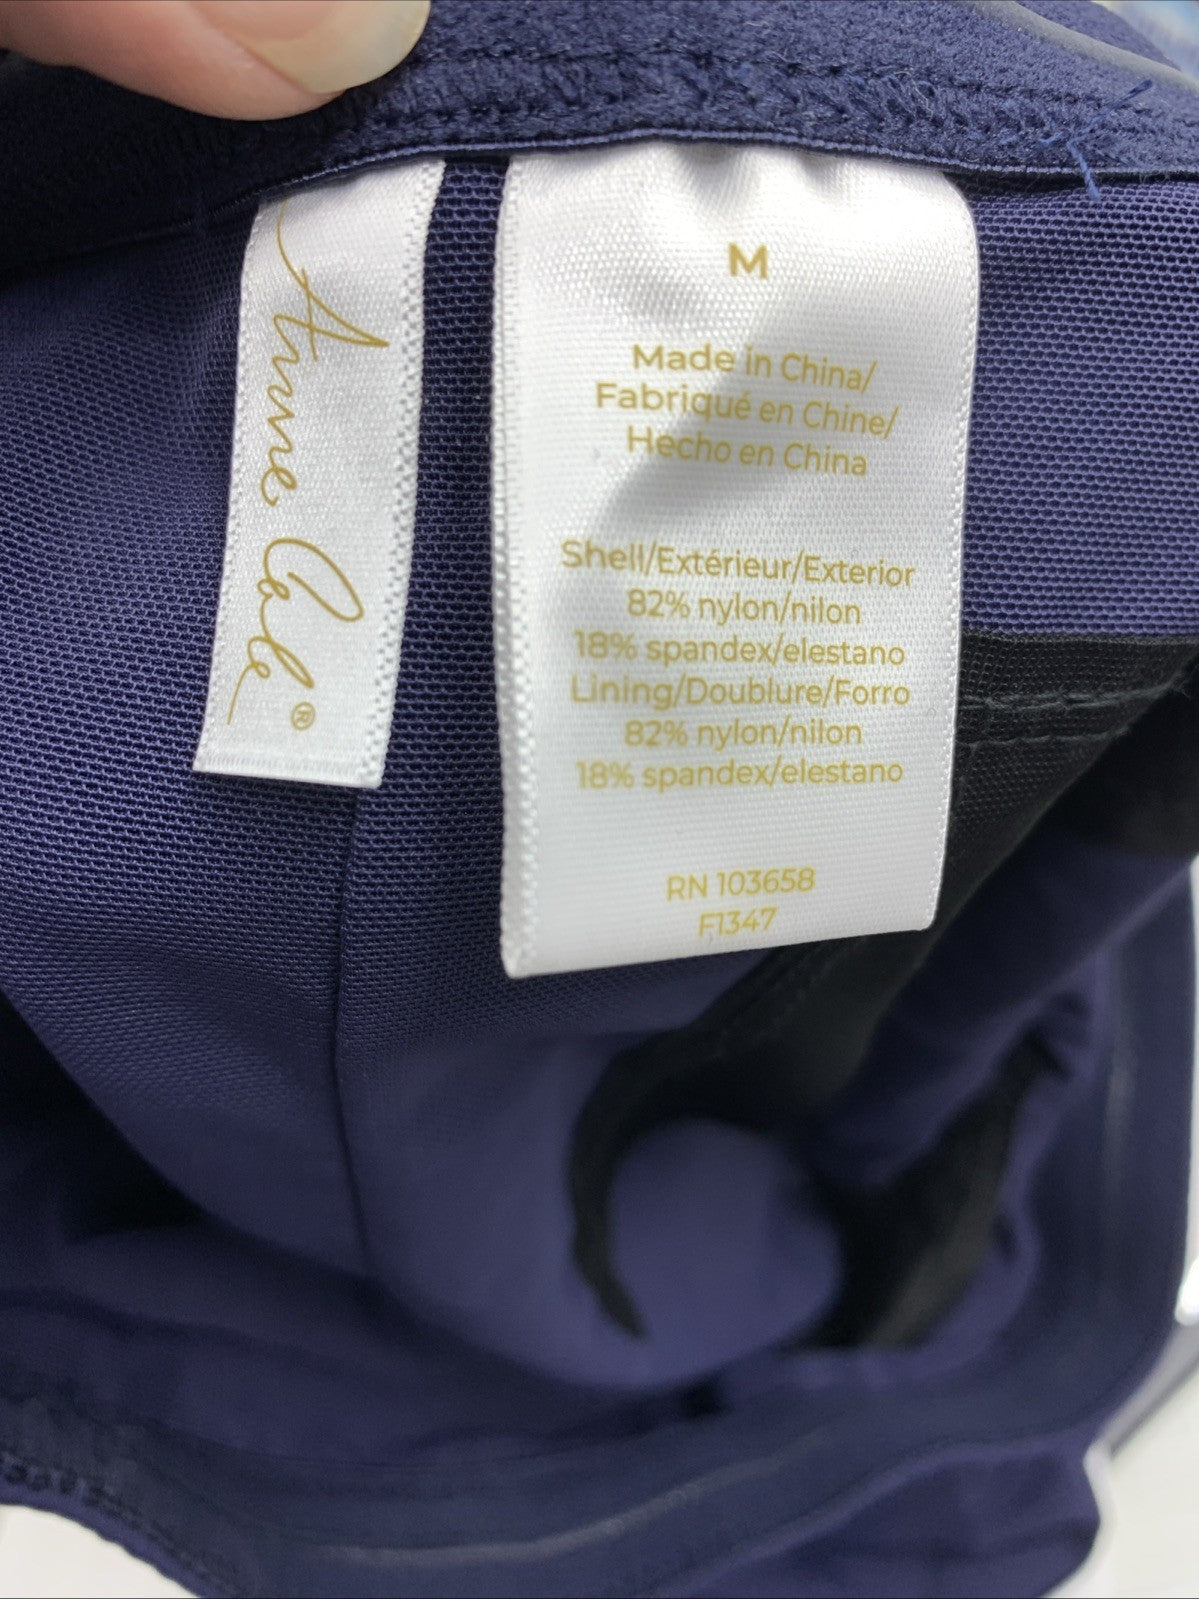 Anne Cole®
M
Made in China/
Fabriqué en Chine/
Hecho en China
Shell/Extérieur/Exterior
82% nylon/nilon
18% spandex/elestano
Lining/Doublure/Forro
82% nylon/nilon
18% spandex/elestano
RN 103658
F1347